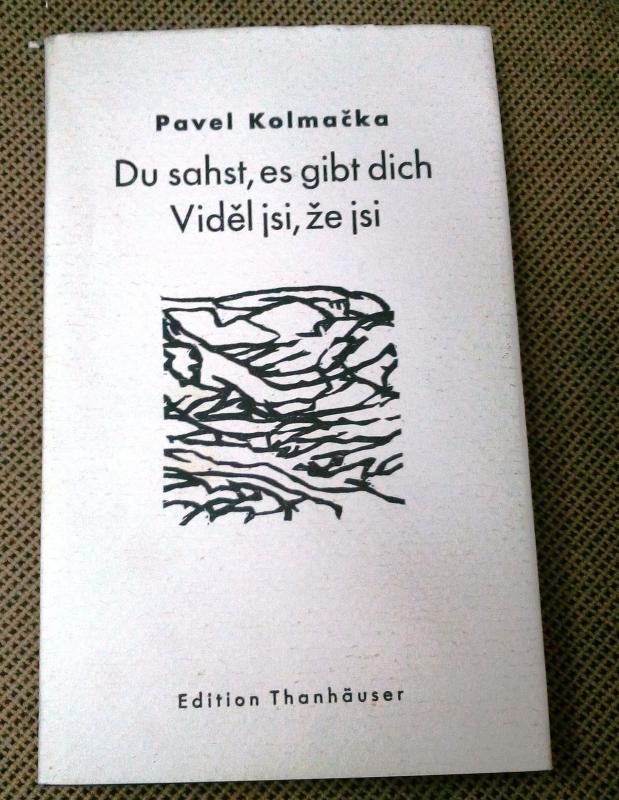 Pavel Kolmačka
Du sahst, es gibt dich
Viděl jsi, že jsi
Edition Thanhäuser